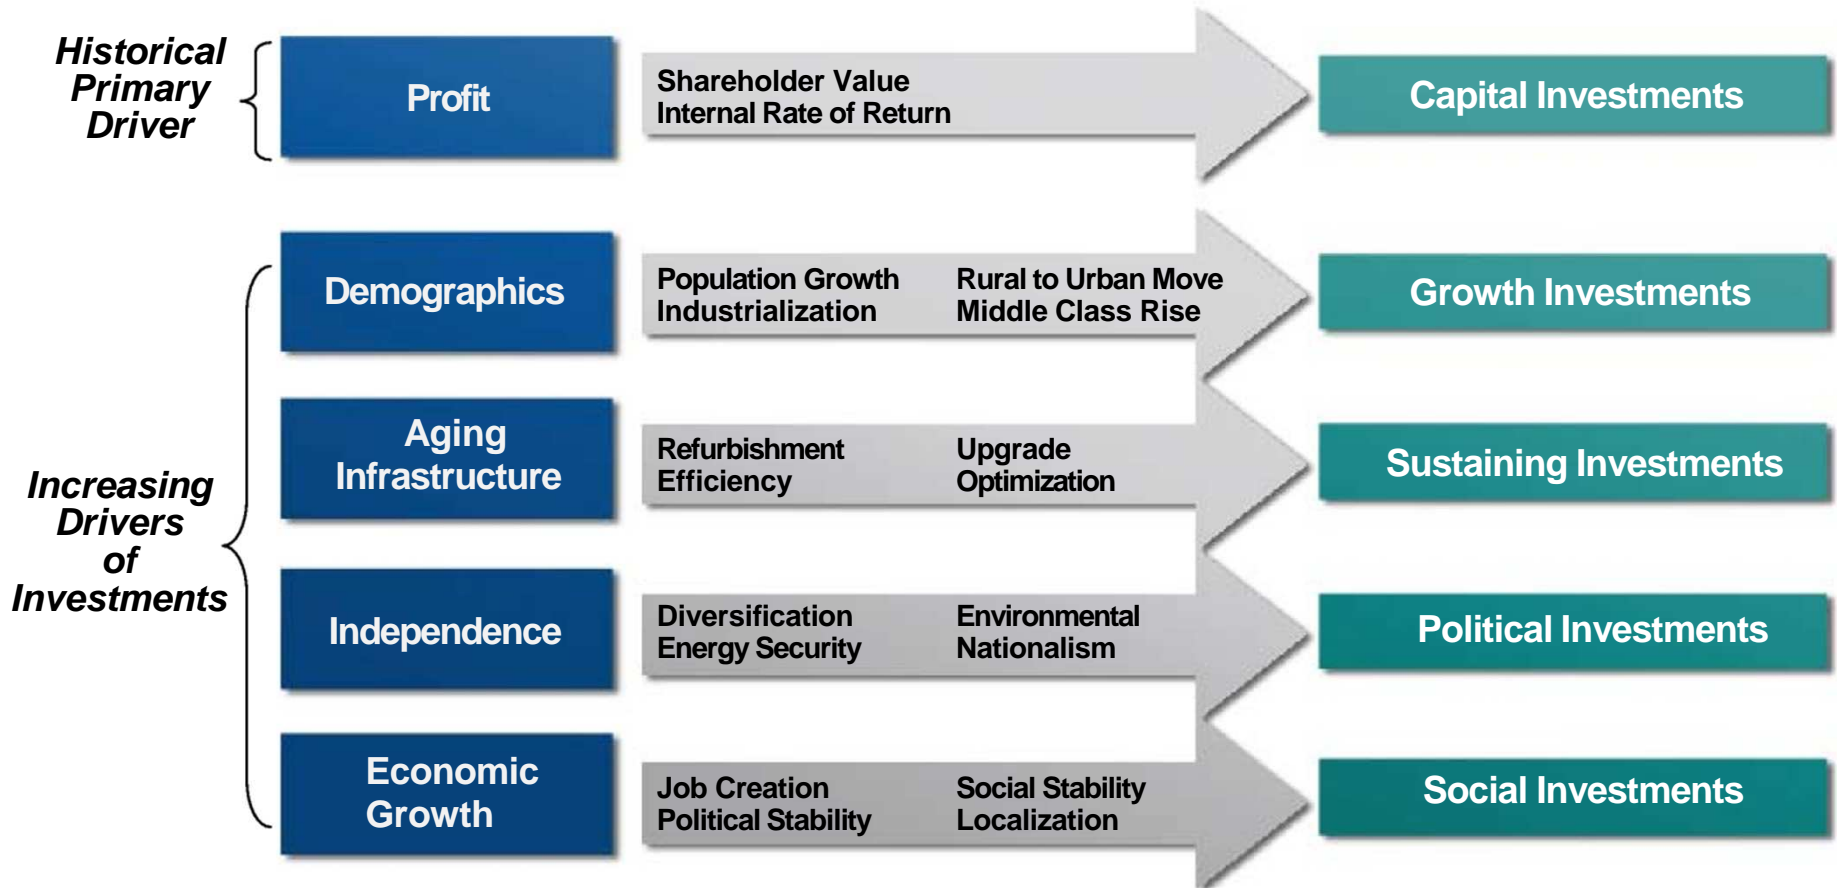 Historical
Primary
Driver
Profit
Shareholder Value
Internal Rate of Return
Capital Investments
Increasing
Drivers
of
Investments
Demographics
Population Growth
Industrialization
Rural to Urban Move
Middle Class Rise
Growth Investments
Aging
Infrastructure
Refurbishment
Efficiency
Upgrade
Optimization
Sustaining Investments
Independence
Diversification
Energy Security
Environmental
Nationalism
Political Investments
Economic
Growth
Job Creation
Political Stability
Social Stability
Localization
Social Investments